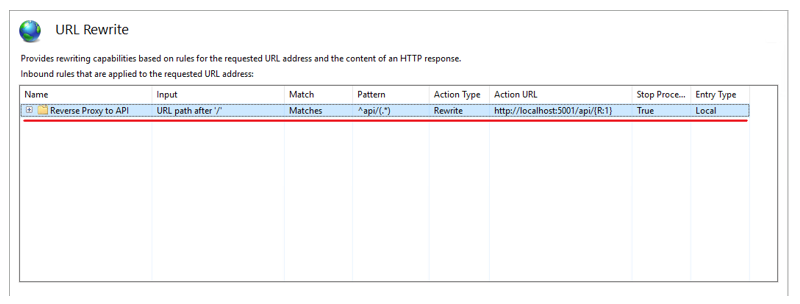 URL Rewrite
Provides rewriting capabilities based on rules for the requested URL address and the content of an HTTP response.
Inbound rules that are applied to the requested URL address:
Name Input Match Pattern Action Type Action URL Stop Proce... Entry Type
Reverse Proxy to API URL path after '/' Matches ^api/(.*) Rewrite http://localhost:5001/api/{R:1} True Local